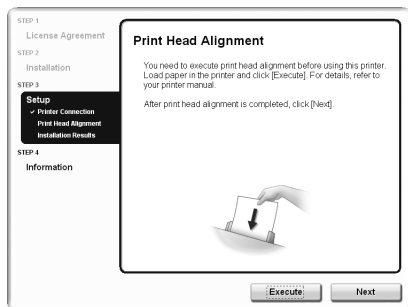 STEP 1
License Agreement
STEP 2
Installation
STEP 3
Setup
Printer Connection
Print Head Alignment
Installation Results
STEP 4
Information
Print Head Alignment
You need to execute print head alignment before using this printer.
Load paper in the printer and click [Execute]. For details, refer to
your printer manual.
After print head alignment is completed, click [Next].
Execute
Next